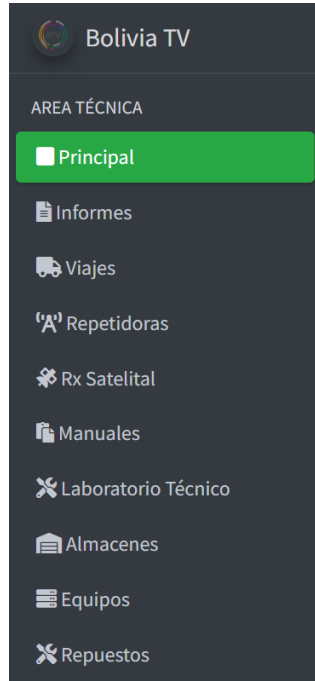 Bolivia TV
AREA TÉCNICA
Principal
Informes
Viajes
Repetidoras
Rx Satelital
Manuales
Laboratorio Técnico
Almacenes
Equipos
Repuestos